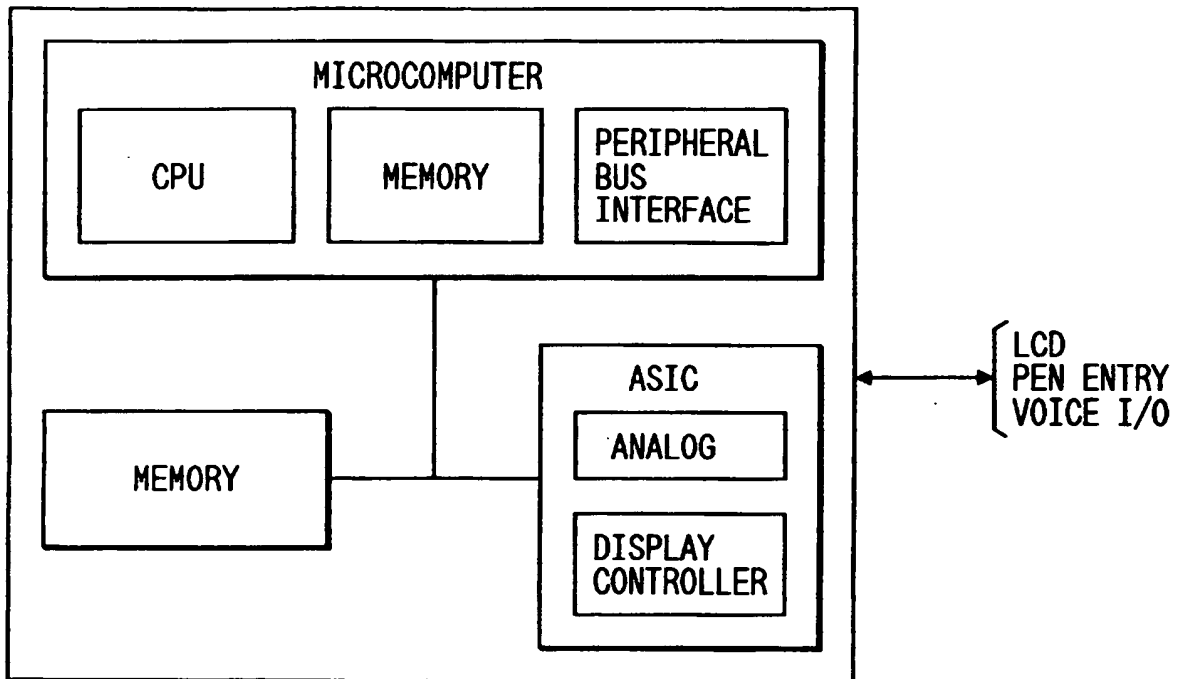 MICROCOMPUTER
CPU
MEMORY
PERIPHERAL
BUS
INTERFACE
MEMORY
ASIC
ANALOG
DISPLAY
CONTROLLER
LCD
PEN ENTRY
VOICE I/O